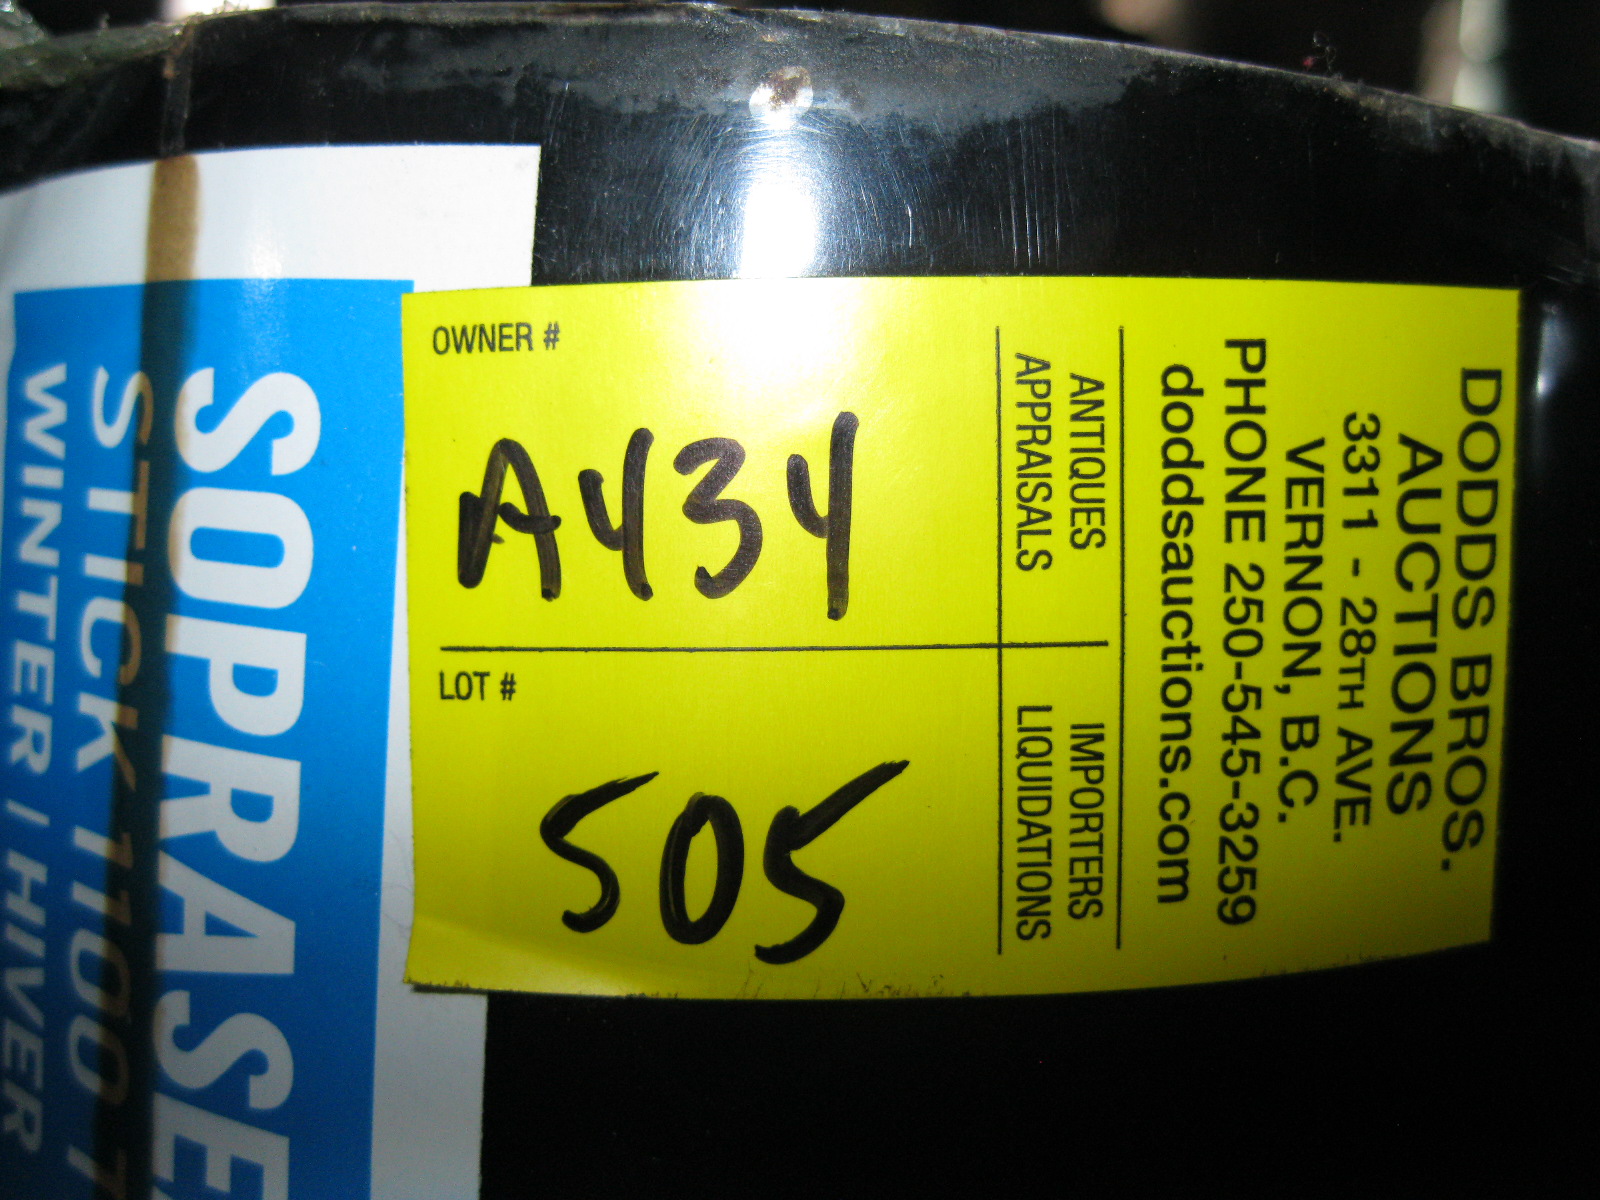 DODDS BROS.
AUCTIONS
3311 - 28TH AVE.
VERNON, B.C.
PHONE 250-545-3259
doddsauctions.com
ANTIQUES
APPRAISALS
IMPORTERS
LIQUIDATIONS
OWNER #
A434
LOT #
505
SOPRASE
STICK 1100T
WINTER / HIVER